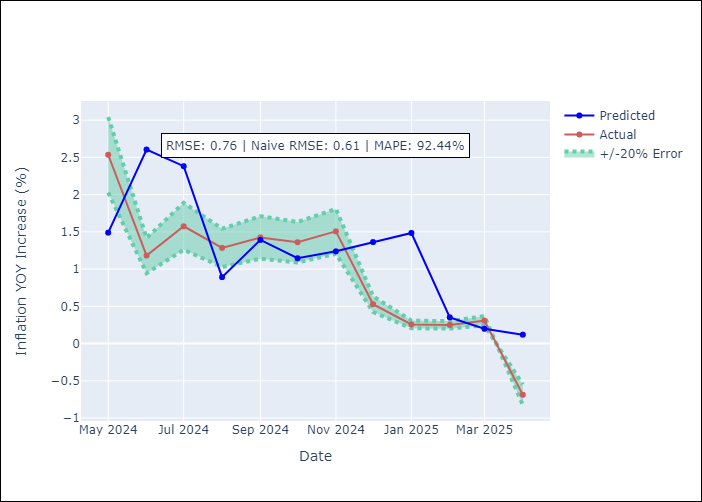 RMSE: 0.76 | Naive RMSE: 0.61 | MAPE: 92.44%
Predicted
Actual
+/-20% Error
Inflation YOY Increase (%)
3
2.5
2
1.5
1
0.5
0
−0.5
−1
May 2024
Jul 2024
Sep 2024
Nov 2024
Jan 2025
Mar 2025
Date